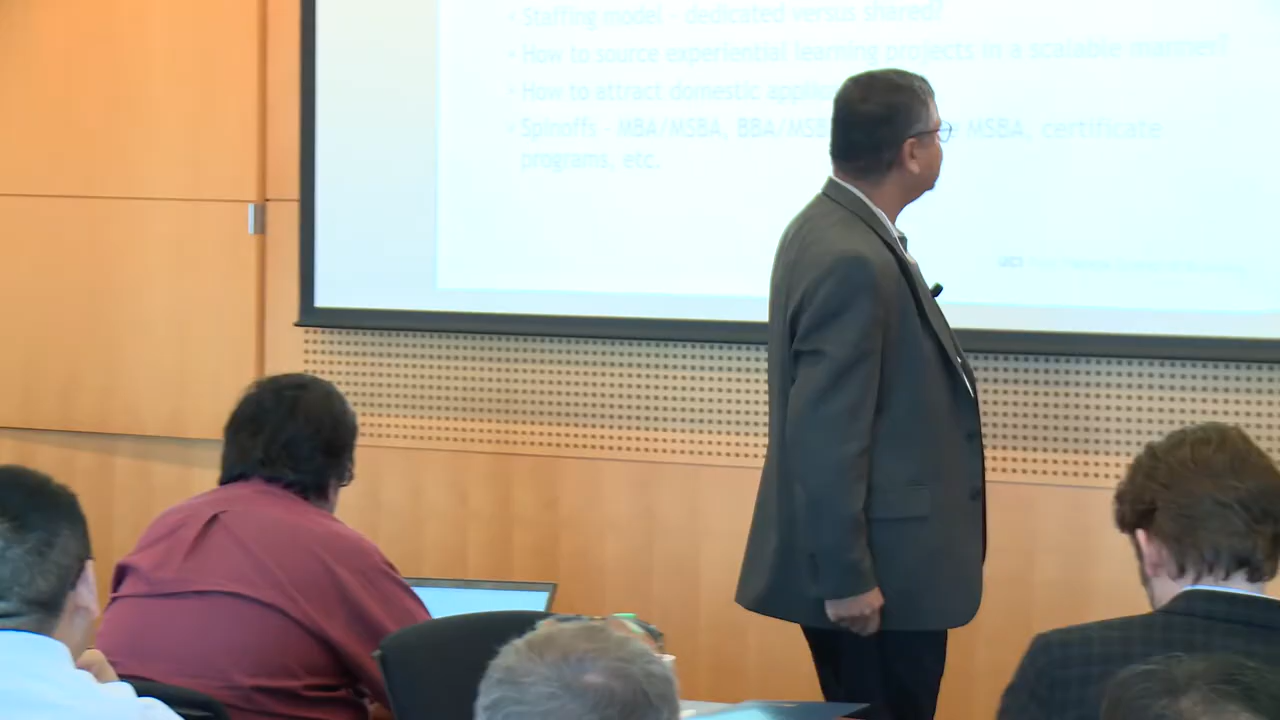 • Staffing model - dedicated versus shared?
• How to source experiential learning projects in a scalable manner?
• How to attract domestic
• Spinoffs - MBA/MSBA, BBA/MSB MSBA, certificate
programs, etc.
UCI